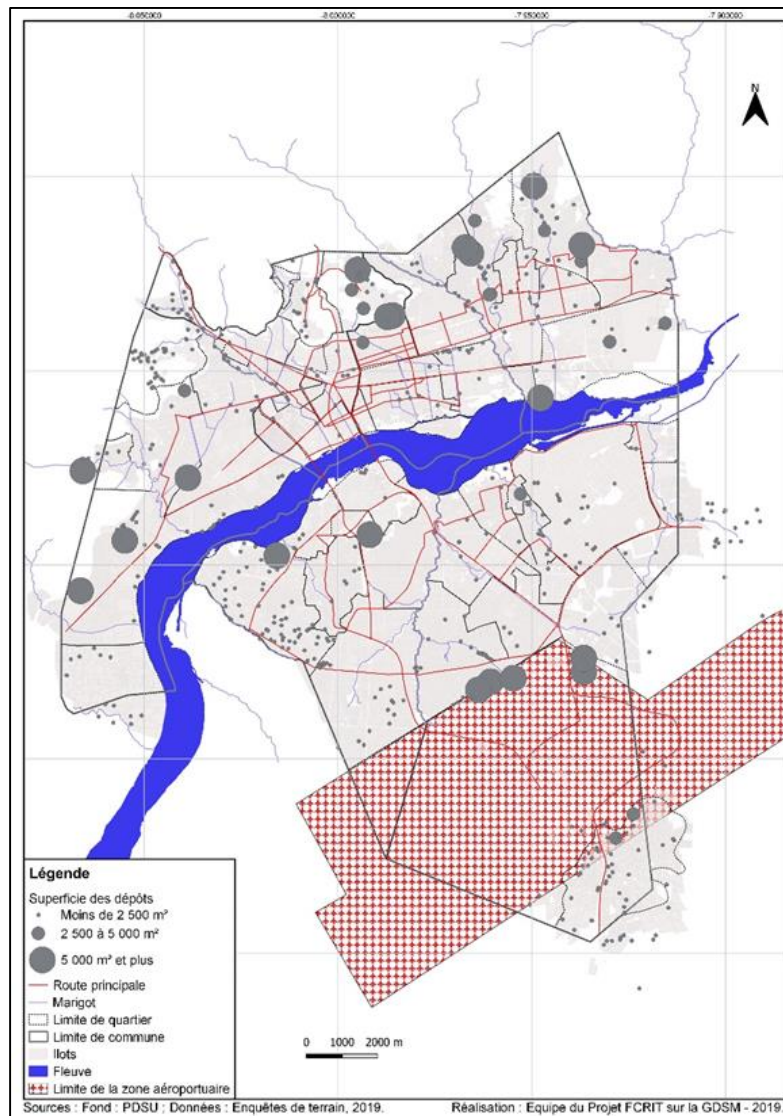 -8.050000 -8.000000 -7.950000 -7.900000
N
Légende
Superficie des dépôts
Moins de 2 500 m²
2 500 à 5 000 m²
5 000 m² et plus
Route principale
Marigot
Limite de quartier
Limite de commune
Ilots
Fleuve
Limite de la zone aéroportuaire
0 1000 2000 m
Sources : Fond : PDSU ; Données : Enquêtes de terrain, 2019. Réalisation : Equipe du Projet FCRIT sur la GDSM - 2019